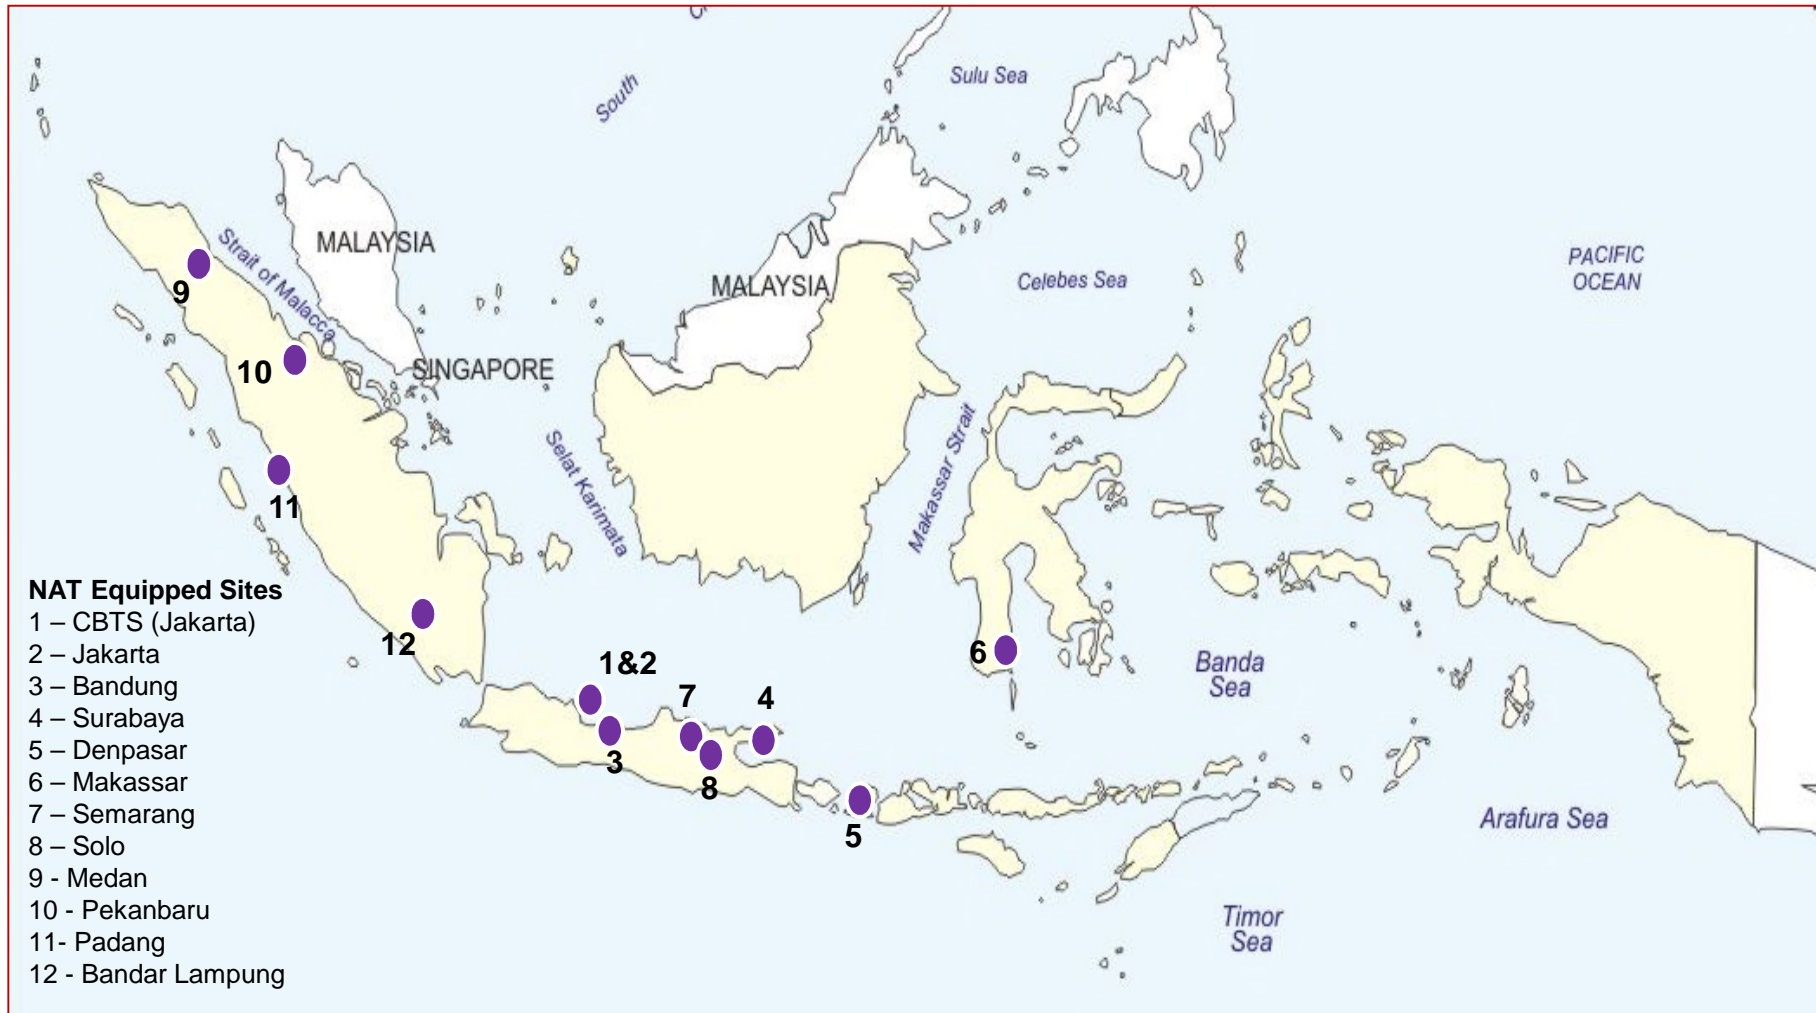 South
Sulu Sea
MALAYSIA
Strait of Malacca
PACIFIC
OCEAN
Celebes Sea
MALAYSIA
9
10
SINGAPORE
Selat Karimata
Makassar Strait
11
NAT Equipped Sites
1 – CBTS (Jakarta)
2 – Jakarta
3 – Bandung
4 – Surabaya
5 – Denpasar
6 – Makassar
7 – Semarang
8 – Solo
9 - Medan
10 - Pekanbaru
11- Padang
12 - Bandar Lampung
12
1&2
7
4
6
3
8
5
Banda
Sea
Arafura Sea
Timor
Sea